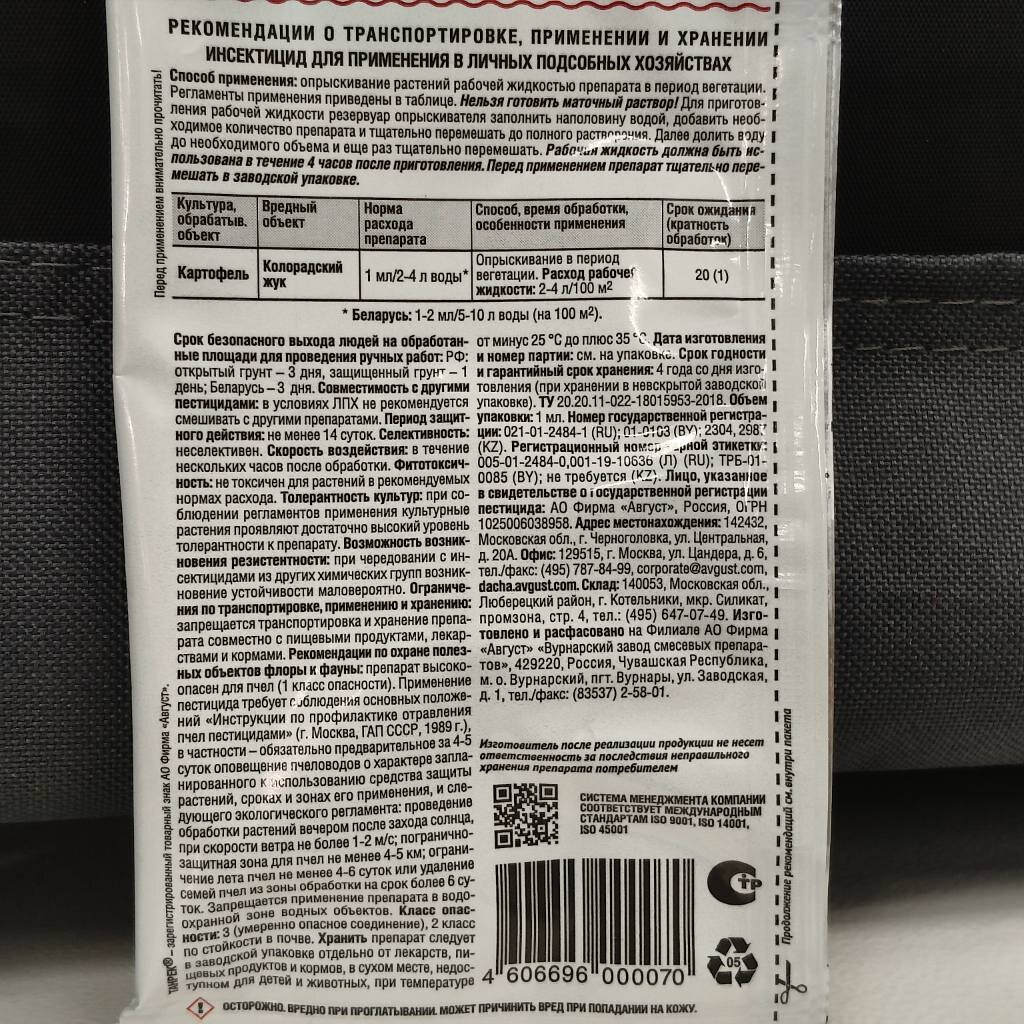 РЕКОМЕНДАЦИИ О ТРАНСПОРТИРОВКЕ, ПРИМЕНЕНИИ И ХРАНЕНИИ
ИНСЕКТИЦИД ДЛЯ ПРИМЕНЕНИЯ В ЛИЧНЫХ ПОДСОБНЫХ ХОЗЯЙСТВАХ
Перед применением внимательно прочитать!
Способ применения: опрыскивание растений рабочей жидкостью препарата в период вегетации.
Регламенты применения приведены в таблице. Нельзя готовить маточный раствор! Для приготов-
ления рабочей жидкости резервуар опрыскивателя заполнить наполовину водой, добавить необ-
ходимое количество препарата и тщательно перемешать до полного растворения. Далее долить воду
до необходимого объема и еще раз тщательно перемешать. Рабочая жидкость должна быть ис-
пользована в течение 4 часов после приготовления. Перед применением препарат тщательно пере-
мешать в заводской упаковке.
Культура, обрабатыв. объект
Вредный объект
Норма расхода препарата
Способ, время обработки, особенности применения
Срок ожидания (кратность обработок)
Картофель
Колорадский жук
1 мл/2-4 л воды*
Опрыскивание в период
вегетации. Расход рабочей
жидкости: 2-4 л/100 м²
20 (1)
* Беларусь: 1-2 мл/5-10 л воды (на 100 м²).
Срок безопасного выхода людей на обработан-
ные площади для проведения ручных работ: РФ:
открытый грунт – 3 дня, защищенный грунт – 1
день; Беларусь – 3 дня. Совместимость с другими
пестицидами: в условиях ЛПХ не рекомендуется
смешивать с другими препаратами. Период защит-
ного действия: не менее 14 суток. Селективность:
неселективен. Скорость воздействия: в течение
нескольких часов после обработки. Фитотоксич-
ность: не токсичен для растений в рекомендуемых
нормах расхода. Толерантность культур: при со-
блюдении регламентов применения культурные
растения проявляют достаточно высокий уровень
толерантности к препарату. Возможность возник-
новения резистентности: при чередовании с ин-
сектицидами из других химических групп возник-
новение устойчивости маловероятно. Ограниче-
ния по транспортировке, применению и хранению:
запрещается транспортировка и хранение препа-
рата совместно с пищевыми продуктами, лекар-
ствами и кормами. Рекомендации по охране полез-
ных объектов флоры и фауны: препарат высоко-
опасен для пчел (1 класс опасности). Применение
пестицида требует соблюдения основных положе-
ний «Инструкции по профилактике отравления
пчел пестицидами» (г. Москва, ГАП СССР, 1989 г.),
в частности – обязательно предварительное за 4-5
суток оповещение пчеловодов о характере запла-
нированного к использованию средства защиты
растений, сроках и зонах его применения, и сле-
дующего экологического регламента: проведение
обработки растений вечером после захода солнца,
при скорости ветра не более 1-2 м/с; погранично-
защитная зона для пчел не менее 4-5 км; ограни-
чение лета пчел не менее 4-6 суток или удаление
семей пчел из зоны обработки на срок более 6 су-
ток. Запрещается применение препарата в водо-
охранной зоне водных объектов. Класс опас-
ности: 3 (умеренно опасное соединение), 2 класс
по стойкости в почве. Хранить препарат следует
в заводской упаковке отдельно от лекарств, пи-
щевых продуктов и кормов, в сухом месте, недос-
тупном для детей и животных, при температуре
от минус 25 °С до плюс 35 °С. Дата изготовления
и номер партии: см. на упаковке. Срок годности
и гарантийный срок хранения: 4 года со дня изго-
товления (при хранении в невскрытой заводской
упаковке). ТУ 20.20.11-022-18015953-2018. Объем
упаковки: 1 мл. Номер государственной регистра-
ции: 021-01-2484-1 (RU); 01-0103 (BY); 2304, 2987
(KZ). Регистрационный номер тарной этикетки:
005-01-2484-0,001-19-10636 (Л) (RU); ТРБ-01-
0085 (BY); не требуется (KZ). Лицо, указанное
в свидетельстве о государственной регистрации
пестицида: АО Фирма «Август», Россия, ОГРН
1025006038958. Адрес местонахождения: 142432,
Московская обл., г. Черноголовка, ул. Центральная,
д. 20А. Офис: 129515, г. Москва, ул. Цандера, д. 6,
тел./факс: (495) 787-84-99, corporate@avgust.com,
dacha.avgust.com. Склад: 140053, Московская обл.,
Люберецкий район, г. Котельники, мкр. Силикат,
промзона, стр. 4, тел.: (495) 647-07-49. Изго-
товлено и расфасовано на Филиале АО Фирма
«Август» «Вурнарский завод смесевых препара-
тов», 429220, Россия, Чувашская Республика,
м. о. Вурнарский, пгт. Вурнары, ул. Заводская,
д. 1, тел./факс: (83537) 2-58-01.
Изготовитель после реализации продукции не несет
ответственность за последствия неправильного
хранения препарата потребителем
СИСТЕМА МЕНЕДЖМЕНТА КОМПАНИИ
СООТВЕТСТВУЕТ МЕЖДУНАРОДНЫМ
СТАНДАРТАМ ISO 9001, ISO 14001,
ISO 45001
4 606696 000070
05
Продолжение рекомендаций см. внутри пакета
ТАНРЕК® – зарегистрированный товарный знак АО Фирма «Август».
ОСТОРОЖНО. ВРЕДНО ПРИ ПРОГЛАТЫВАНИИ. МОЖЕТ ПРИЧИНИТЬ ВРЕД ПРИ ПОПАДАНИИ НА КОЖУ.